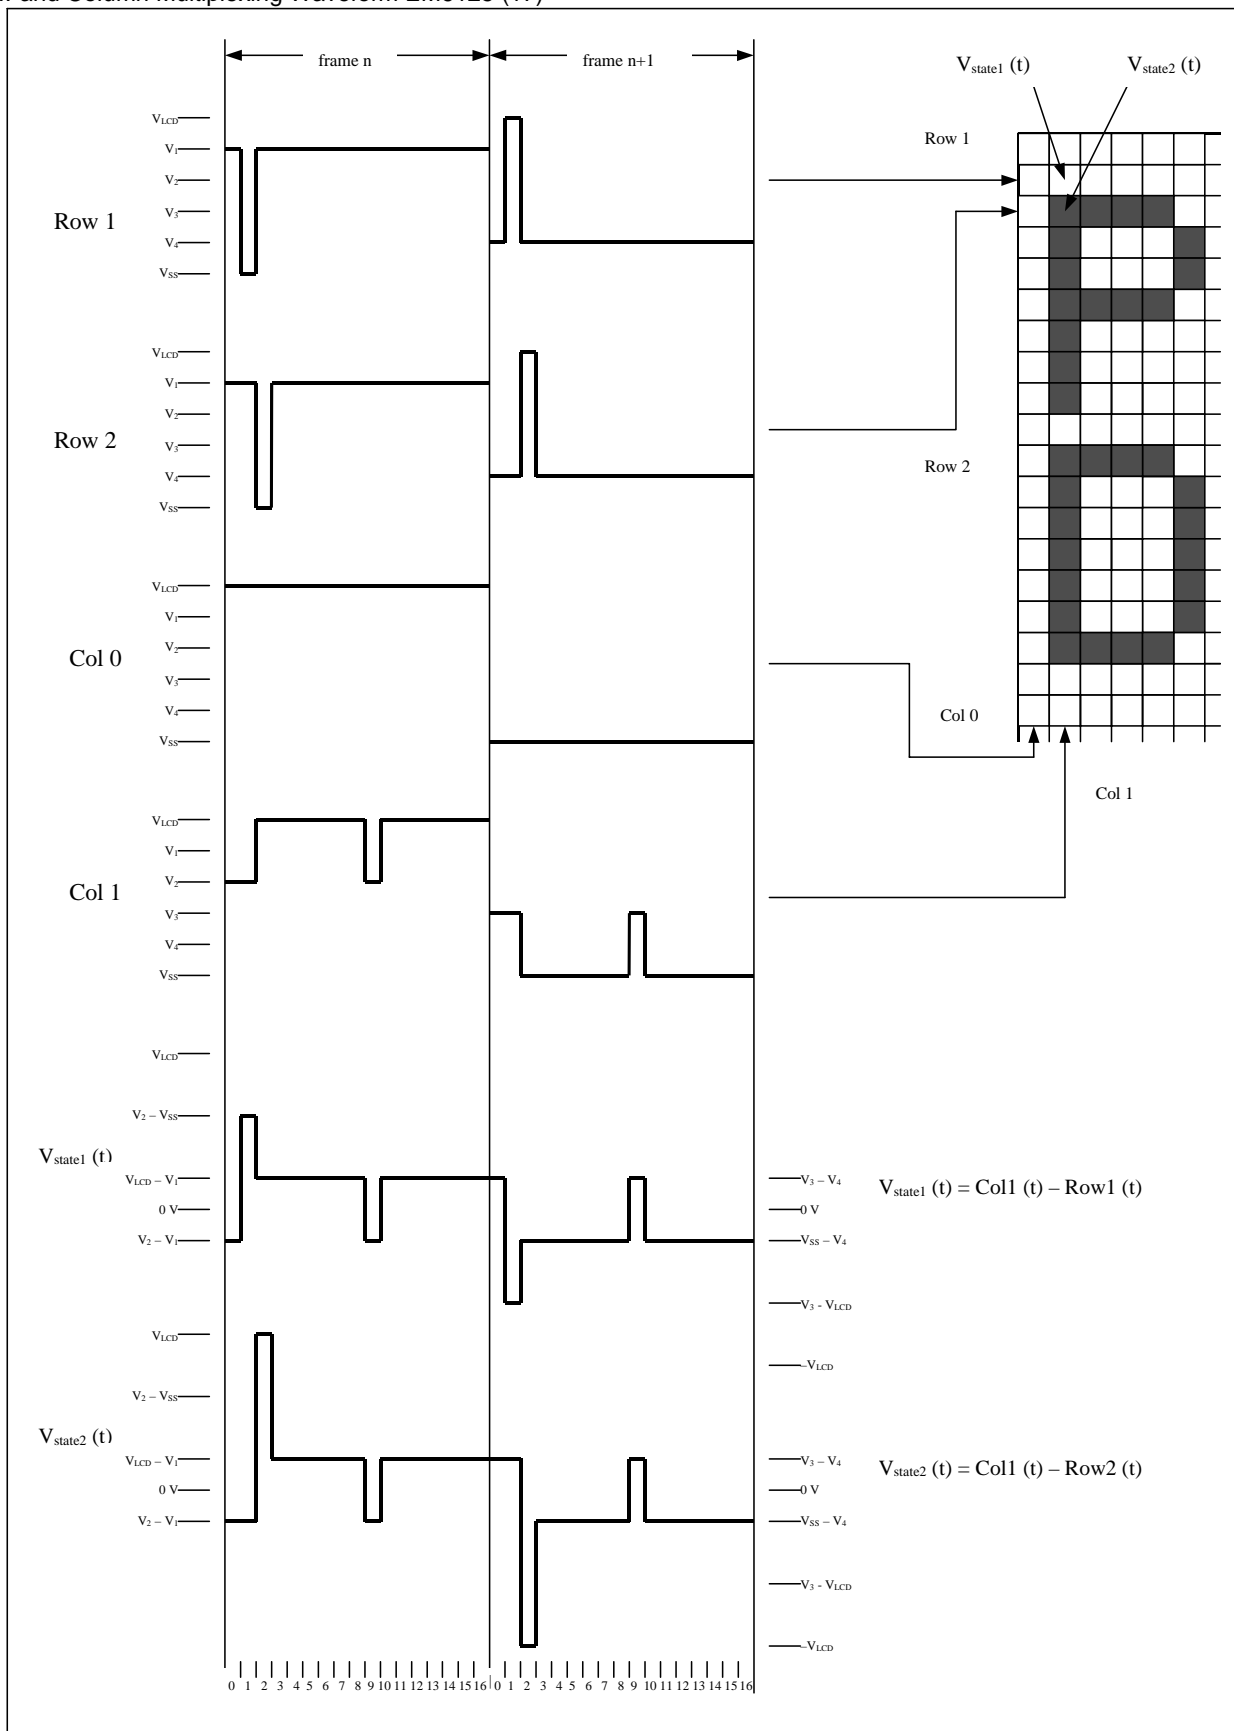 and Column Multiplexing Waveform
frame n
frame n+1
Vstate1 (t)
Vstate2 (t)
Row 1
VLCD
V1
V2
V3
V4
VSS
Row 1
Row 2
VLCD
V1
V2
V3
V4
VSS
Row 2
Col 0
VLCD
V1
V2
V3
V4
VSS
Col 0
Col 1
VLCD
V1
V2
V3
V4
VSS
Col 1
VLCD
V2 – VSS
Vstate1 (t)
VLCD – V1
0 V
V2 – V1
V3 – V4
0 V
VSS – V4
V3 - VLCD
–VLCD
Vstate1 (t) = Col1 (t) – Row1 (t)
VLCD
V2 – VSS
Vstate2 (t)
VLCD – V1
0 V
V2 – V1
V3 – V4
0 V
VSS – V4
V3 - VLCD
–VLCD
Vstate2 (t) = Col1 (t) – Row2 (t)
0 1 2 3 4 5 6 7 8 9 10 11 12 13 14 15 16 0 1 2 3 4 5 6 7 8 9 10 11 12 13 14 15 16